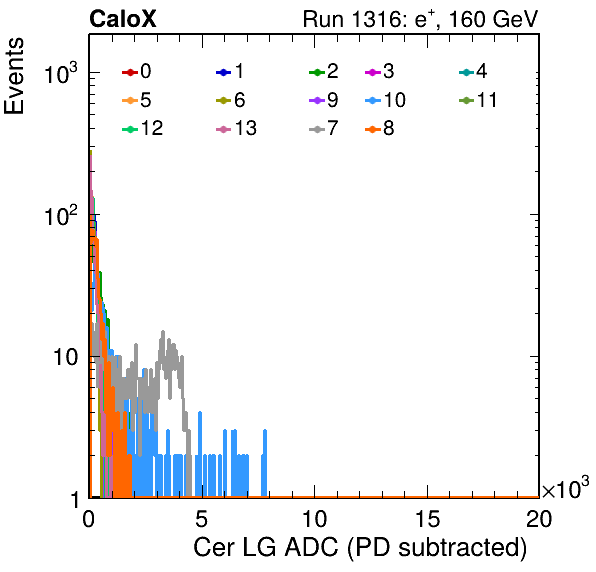 CaloX Run 1316: e⁺, 160 GeV
Events
10³
10²
10
1
0 1 2 3 4
5 6 9 10 11
12 13 7 8
0 5 10 15 20
×10³
Cer LG ADC (PD subtracted)